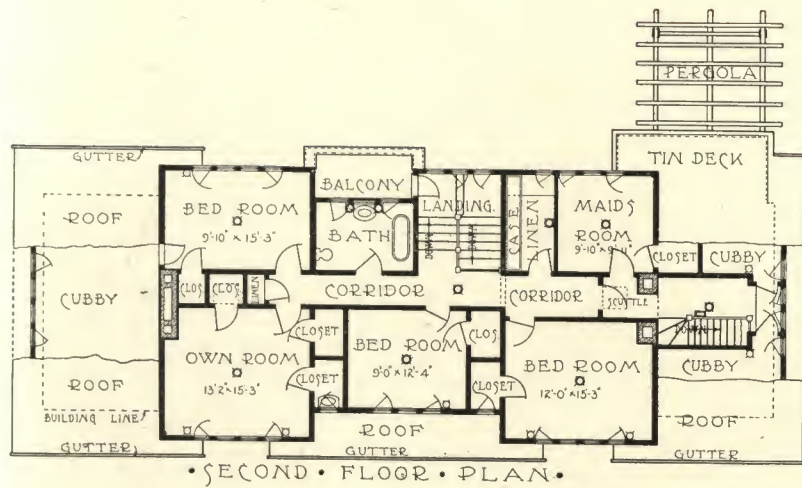 PERGOLA
GUTTER
TIN DECK
BALCONY
LANDING
ROOF
BED ROOM
9'-10" x 15'-3"
BATH
DOWN
CASE
LINEN
MAIDS
ROOM
CLOSET
CUBBY
CUBBY
CLOS.
CLOS.
LINEN
CORRIDOR
CORRIDOR
SCUTTLE
DOWN
CLOSET
CLOS.
OWN ROOM
13'2" x 15'-3"
BED ROOM
9'-0" x 12'-4"
BED ROOM
12'-0" x 15'-3"
CUBBY
CLOSET
CLOSET
ROOF
BUILDING LINE
GUTTER
ROOF
GUTTER
ROOF
GUTTER
• SECOND • FLOOR • PLAN •